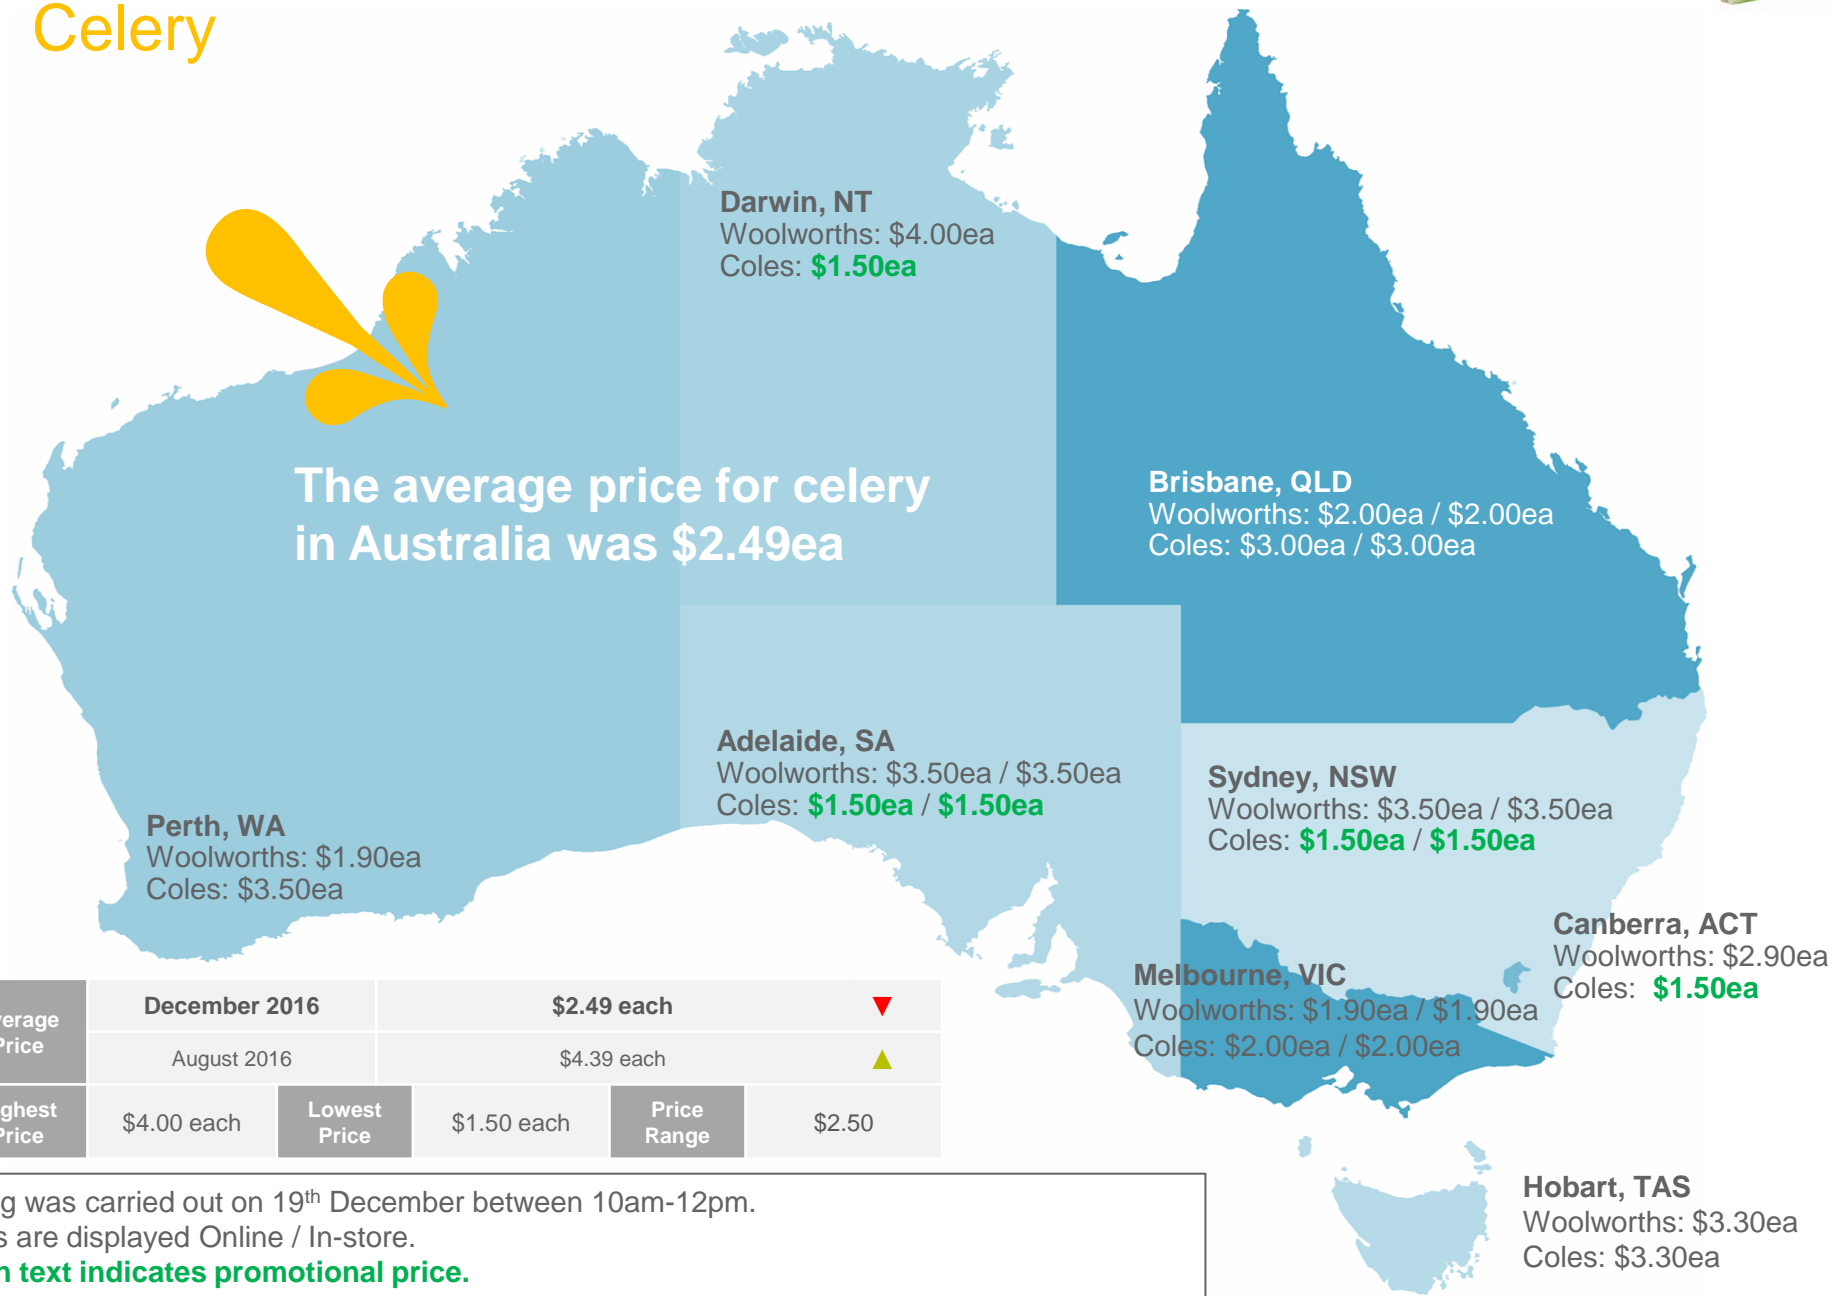 Celery
Darwin, NT
Woolworths: $4.00ea
Coles: $1.50ea
The average price for celery
in Australia was $2.49ea
Brisbane, QLD
Woolworths: $2.00ea / $2.00ea
Coles: $3.00ea / $3.00ea
Adelaide, SA
Woolworths: $3.50ea / $3.50ea
Coles: $1.50ea / $1.50ea
Sydney, NSW
Woolworths: $3.50ea / $3.50ea
Coles: $1.50ea / $1.50ea
Perth, WA
Woolworths: $1.90ea
Coles: $3.50ea
Canberra, ACT
Woolworths: $2.90ea
Coles: $1.50ea
Melbourne, VIC
Woolworths: $1.90ea / $1.90ea
Coles: $2.00ea / $2.00ea
December 2016 $2.49 each ▼
August 2016 $4.39 each ▲
$4.00 each Lowest Price $1.50 each Price Range $2.50
was carried out on 19th December between 10am-12pm.
are displayed Online / In-store.
text indicates promotional price.
Hobart, TAS
Woolworths: $3.30ea
Coles: $3.30ea